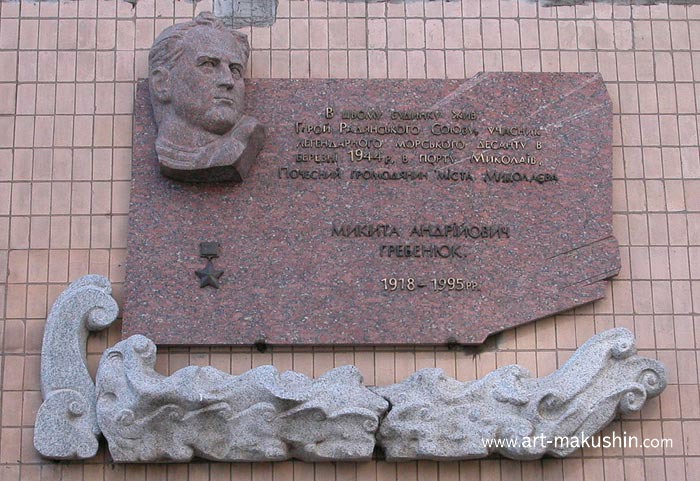 В цьому будинку жив
Герой Радянського Союзу, учасник
легендарного морського десанту в
березні 1944 р. в порту Миколаїв.
Почесний громадянин міста Миколаєва
МИКИТА АНДРІЙОВИЧ
ГРЕБЕНЮК.
1918 - 1995 рр.
www.art-makushin.com